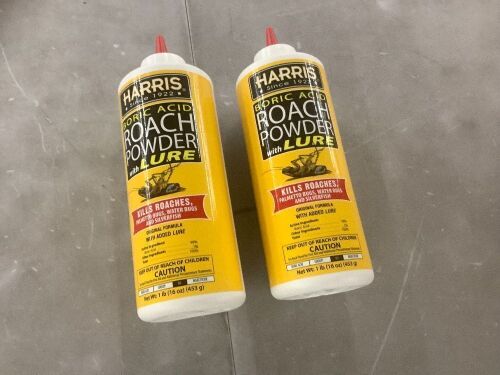 HARRIS
Since 1922
BORIC ACID
ROACH
POWDER
with LURE
KILLS ROACHES,
PALMETTO BUGS, WATER BUGS
AND SILVERFISH
ORIGINAL FORMULA
WITH ADDED LURE
KEEP OUT OF REACH OF CHILDREN
CAUTION
Net Wt: 1 lb (16 oz) (453 g)
HARRIS
Since 1922
BORIC ACID
ROACH
POWDER
with LURE
KILLS ROACHES,
PALMETTO BUGS, WATER BUGS
AND SILVERFISH
ORIGINAL FORMULA
WITH ADDED LURE
KEEP OUT OF REACH OF CHILDREN
CAUTION
Net Wt: 1 lb (16 oz) (453 g)